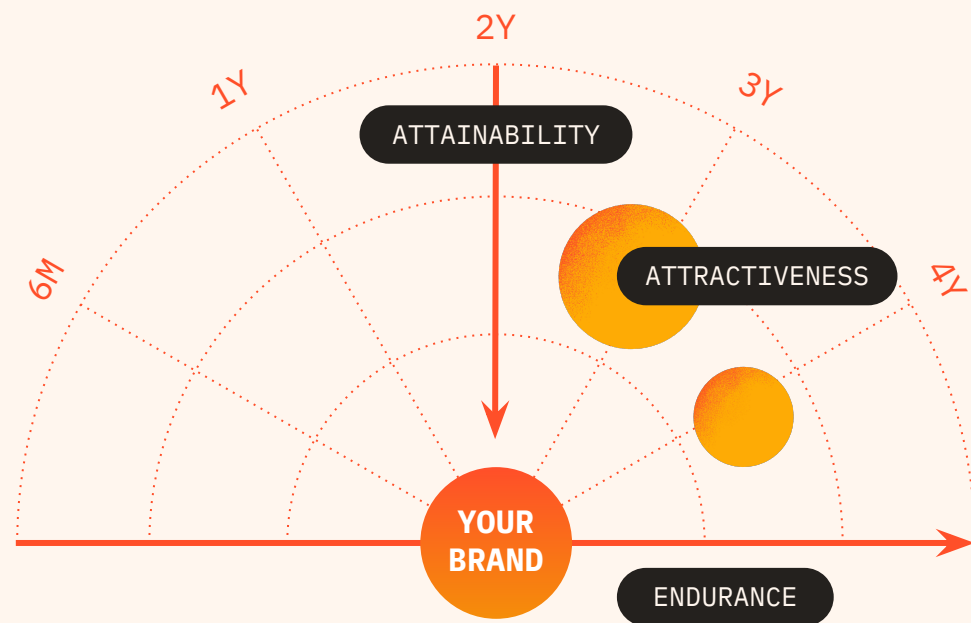 2Y
1Y
3Y
ATTAINABILITY
6M
ATTRACTIVENESS
4Y
YOUR
BRAND
ENDURANCE